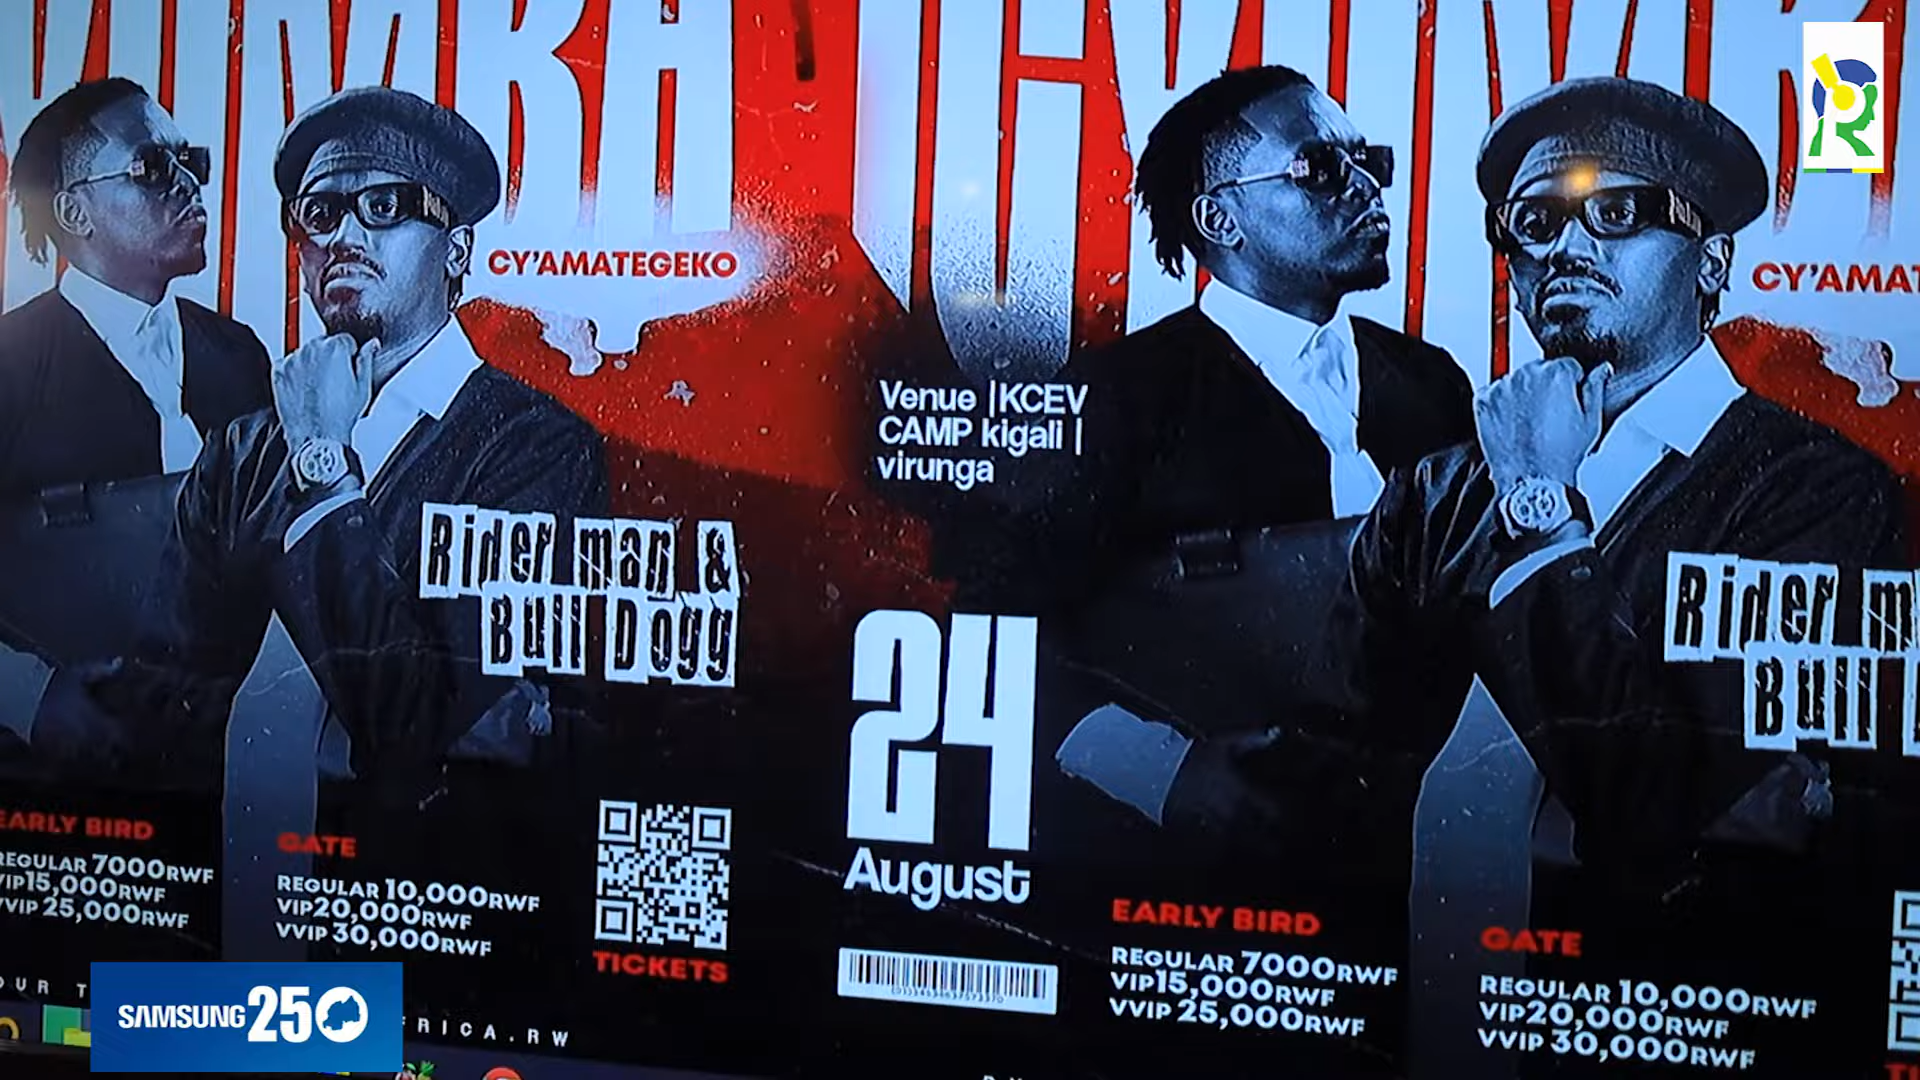 CY'AMATEGEKO
Rider man &
Bull Dogg
EARLY BIRD
REGULAR 7000RWF
VIP15,000RWF
VVIP 25,000RWF
GATE
REGULAR 10,000RWF
VIP20,000RWF
VVIP 30,000RWF
TICKETS
SAMSUNG 250
Venue |KCEV
CAMP kigali |
virunga
24
August
EARLY BIRD
REGULAR 7000RWF
VIP15,000RWF
VVIP 25,000RWF
CY'AMAT
Rider m
Bull
GATE
REGULAR 10,000RWF
VIP20,000RWF
VVIP 30,000RWF
R